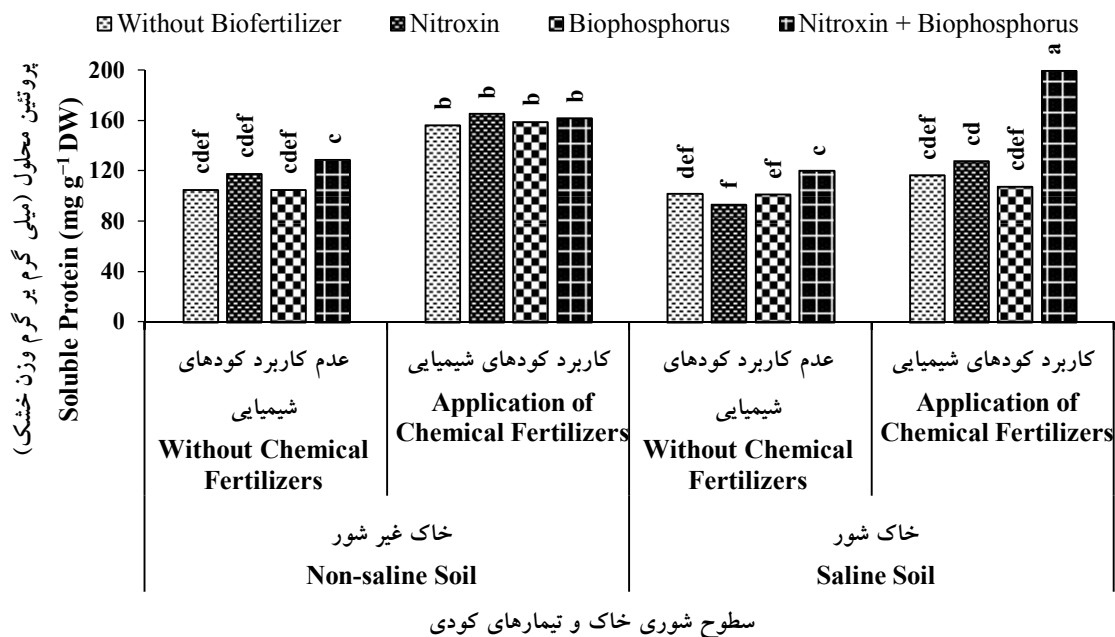 Without Biofertilizer Nitroxin Biophosphorus Nitroxin + Biophosphorus
پروتئین محلول (میلی گرم بر گرم وزن خشک)
Soluble Protein (mg g⁻¹ DW)
200
160
120
80
40
0
cdef
cdef
cdef
c
b
b
b
b
def
f
ef
c
cdef
cd
cdef
a
عدم کاربرد کودهای
شیمیایی
Without Chemical
Fertilizers
کاربرد کودهای شیمیایی
Application of
Chemical Fertilizers
عدم کاربرد کودهای
شیمیایی
Without Chemical
Fertilizers
کاربرد کودهای شیمیایی
Application of
Chemical Fertilizers
خاک غیر شور
Non-saline Soil
خاک شور
Saline Soil
سطوح شوری خاک و تیمارهای کودی